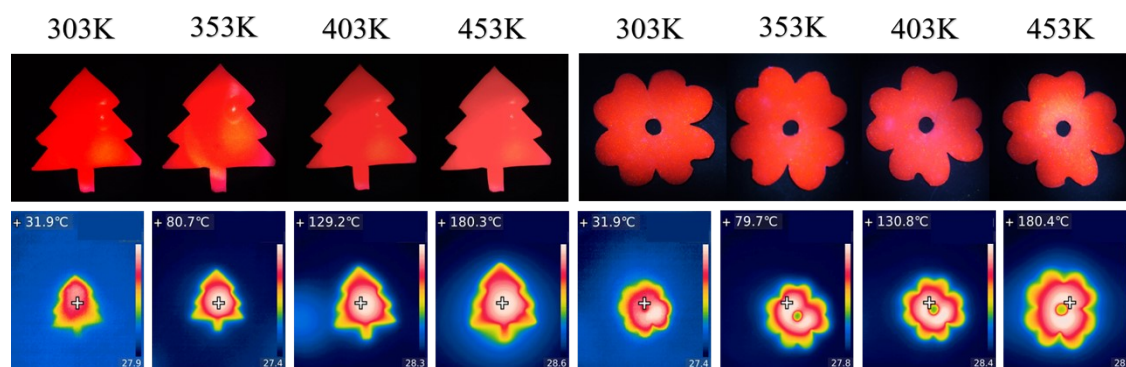 303K 353K 403K 453K 303K 353K 403K 453K
+ 31.9°C + 80.7°C + 129.2°C + 180.3°C + 31.9°C + 79.7°C + 130.8°C + 180.4°C
27.9 27.4 28.3 28.6 27.4 27.8 28.4 28